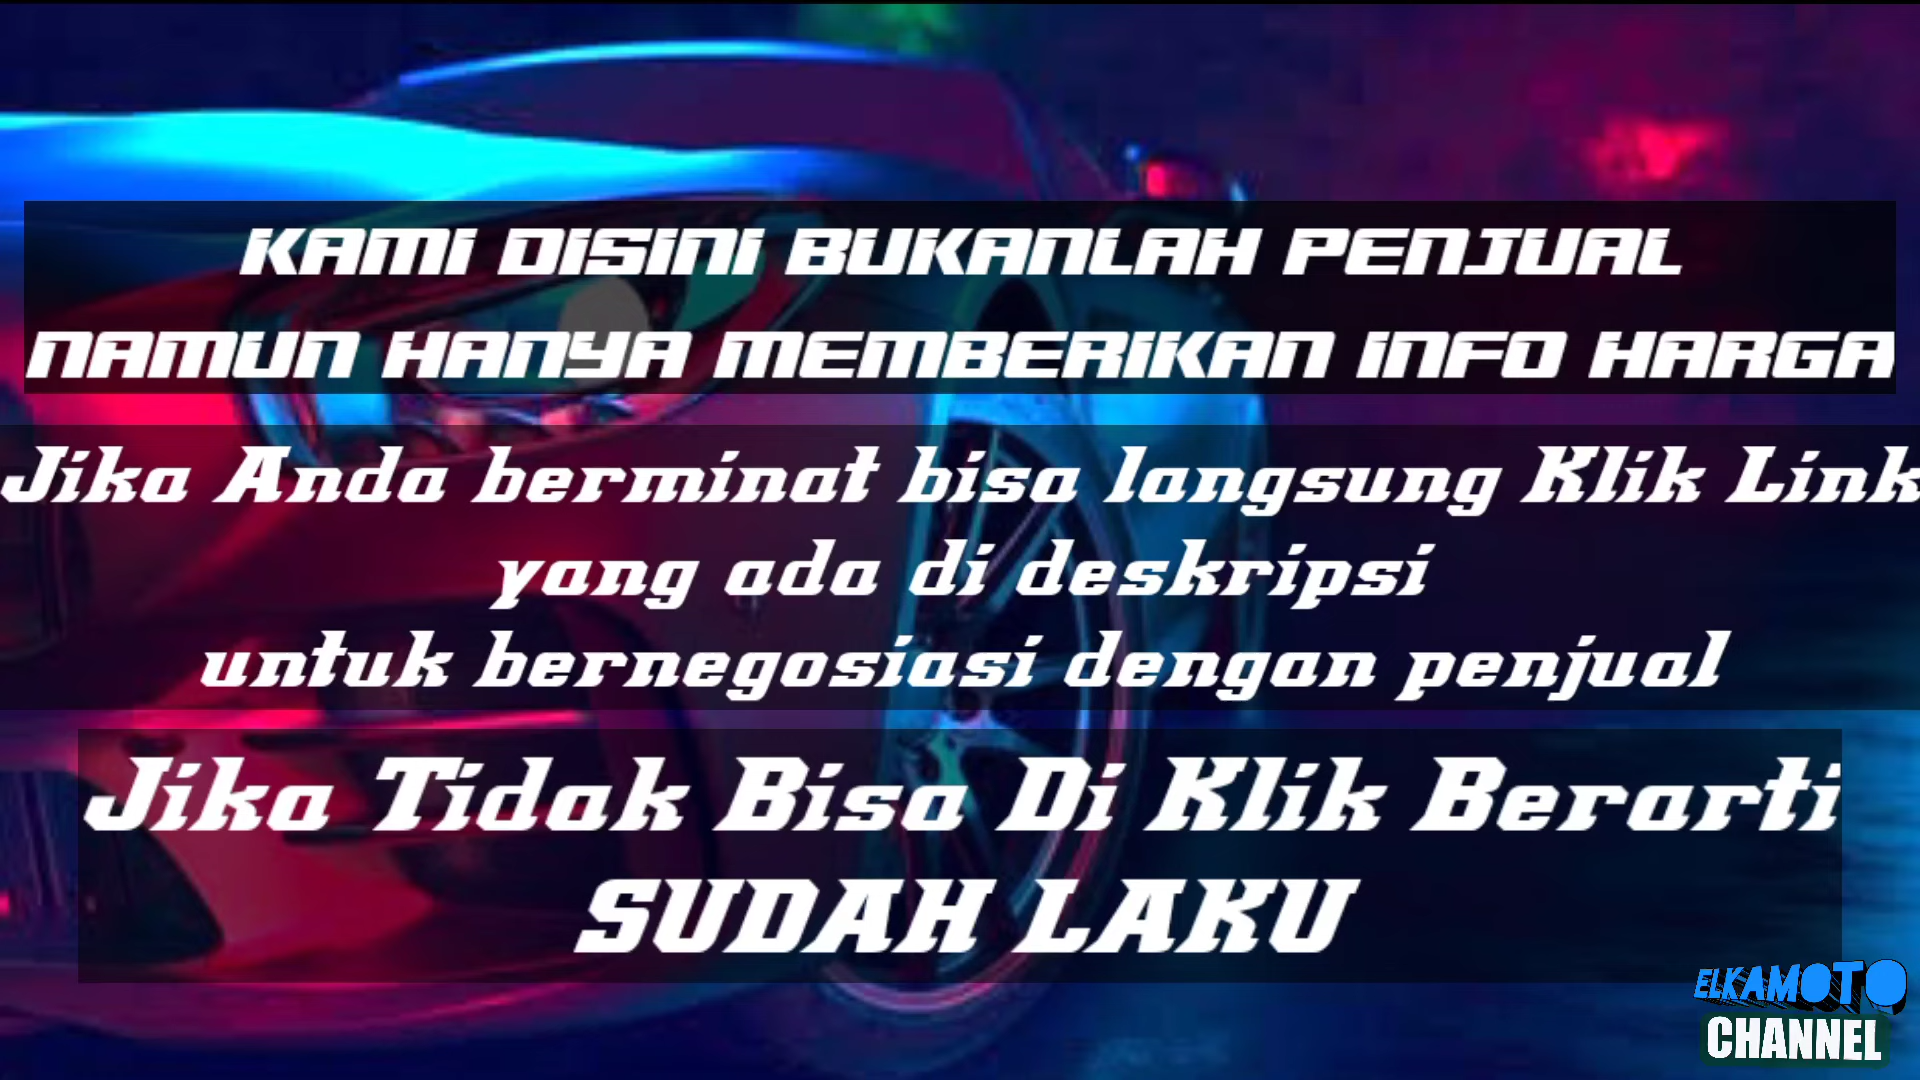 KAMI DISINI BUKANLAH PENJUAL
NAMUN HANYA MEMBERIKAN INFO HARGA
Jika Anda berminat bisa langsung Klik Link
yang ada di deskripsi
untuk bernegosiasi dengan penjual
Jika Tidak Bisa Di Klik Berarti
SUDAH LAKU
ELKAMOTO
CHANNEL